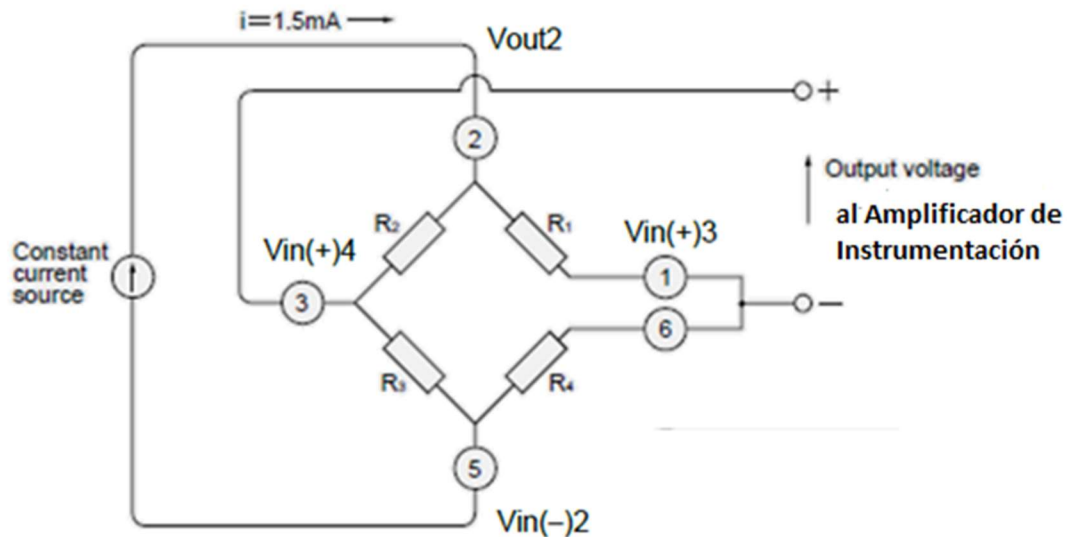 i=1.5mA
Vout2
+
2
Output voltage
al Amplificador de
Instrumentación
R₂
R₁
Vin(+)4
Vin(+)3
Constant
current
source
3
1
−
6
R₃
R₄
5
Vin(−)2